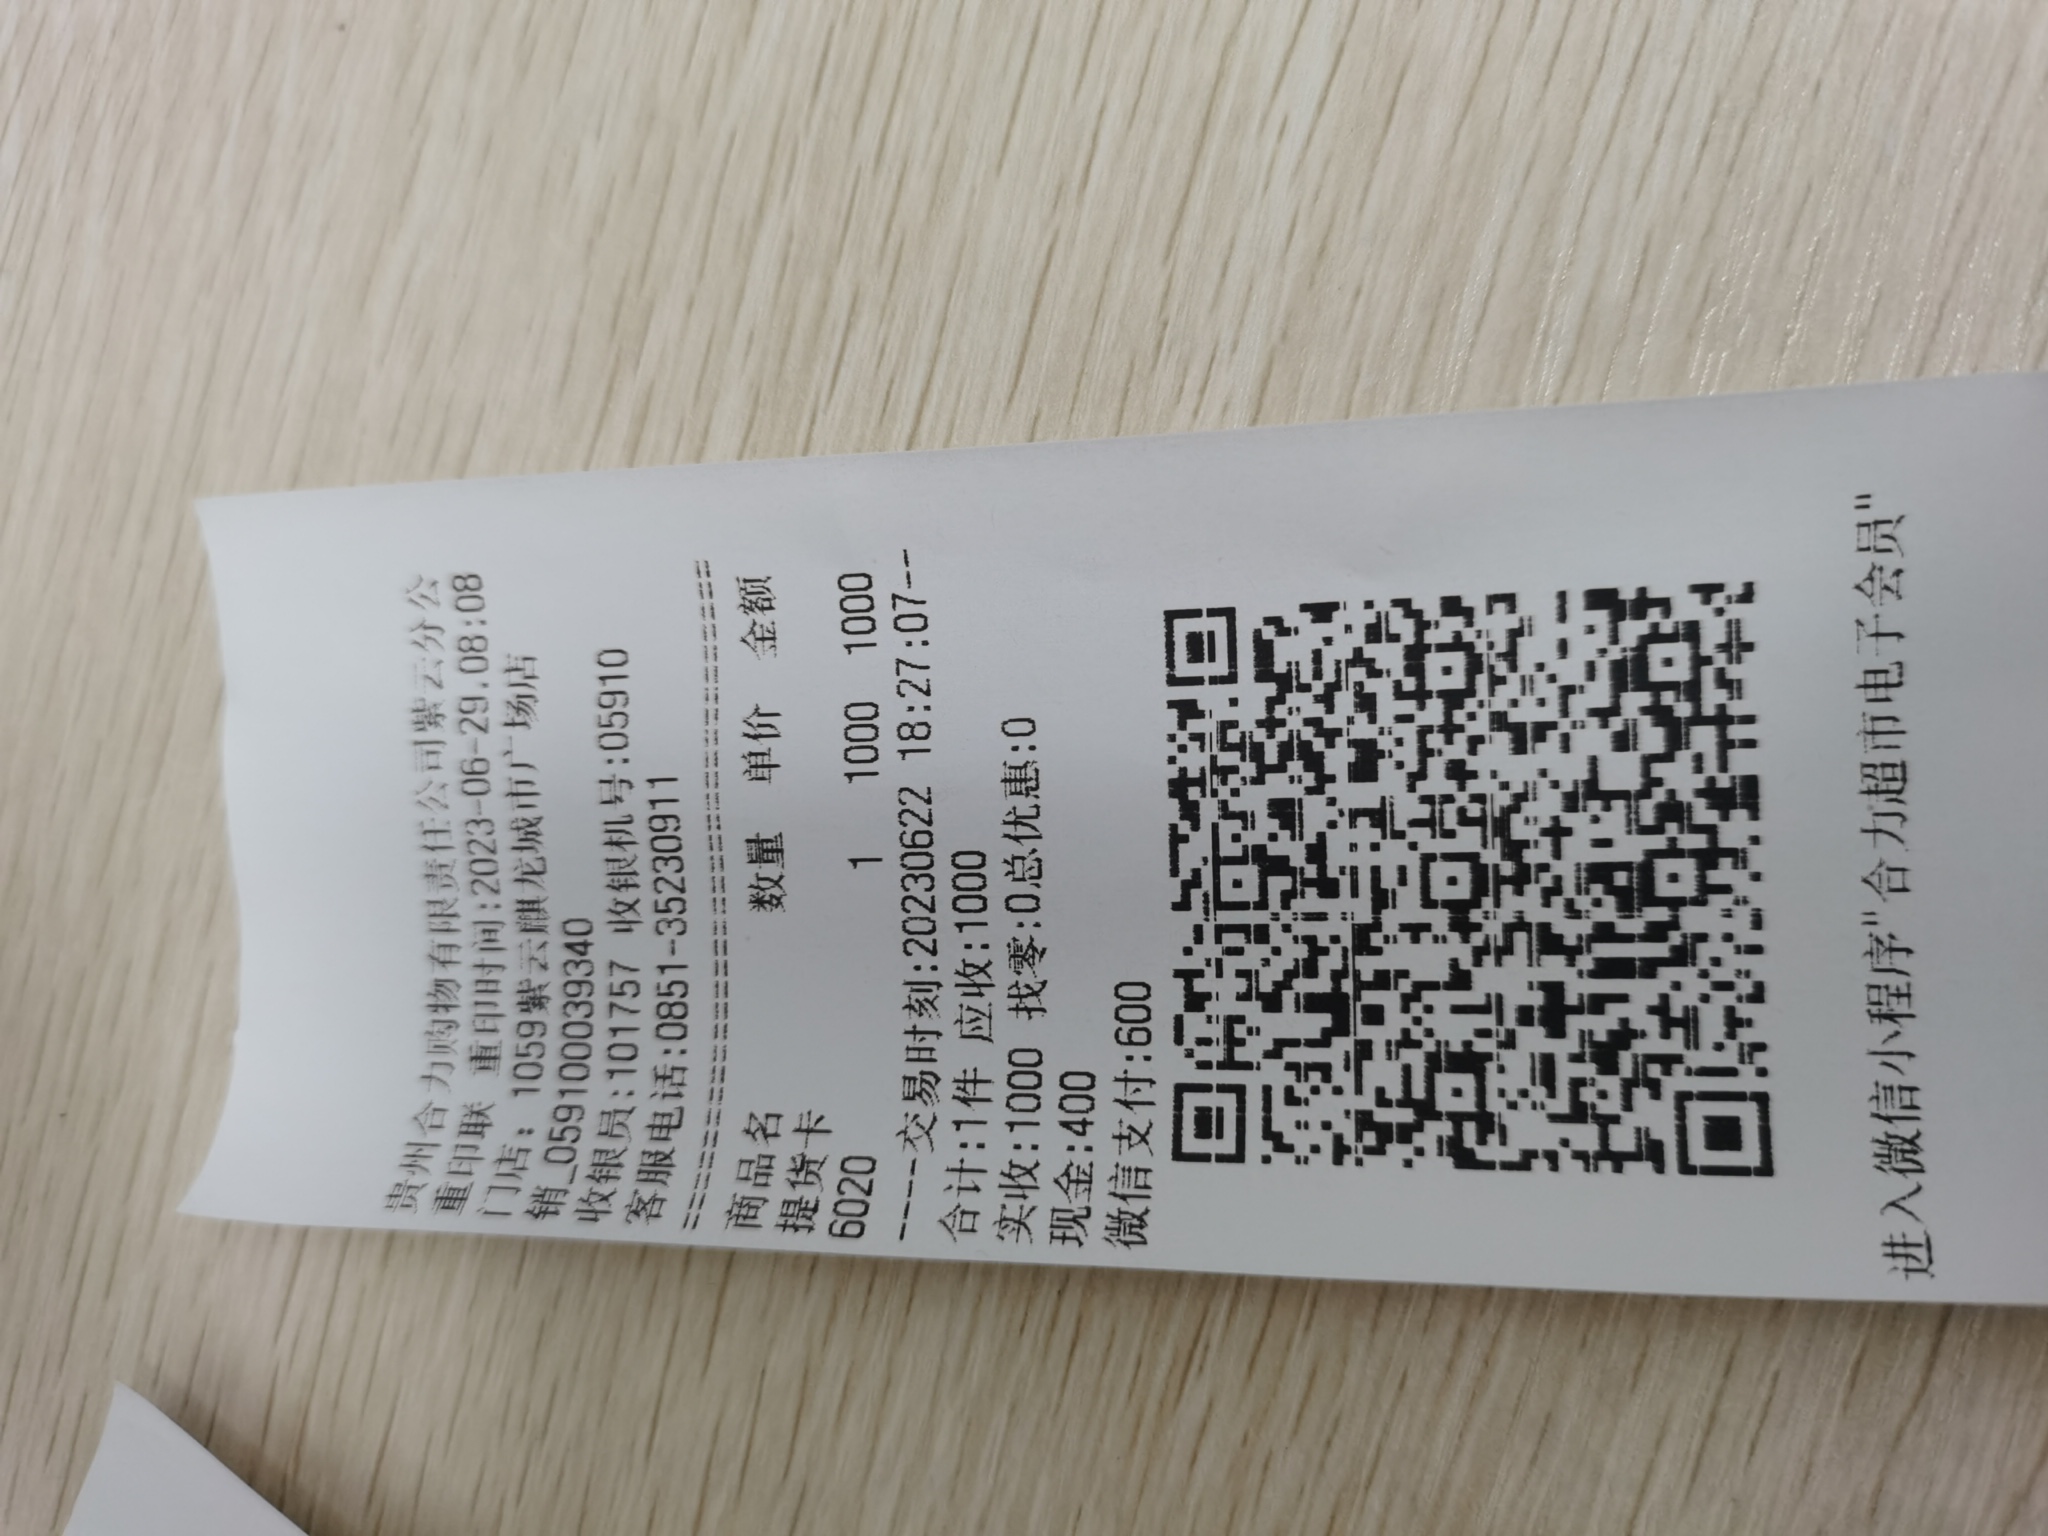 贵州合力购物有限责任公司紫云分公
重印联 重印时间:2023-06-29.08:08
门店: 1059紫云麒龙城市广场店
销_0591000039340
收银员:101757 收银机号:05910
客服电话:0851-35230911
================================
商品名 数量 单价 金额
提货卡
6020 1 1000 1000
----交易时刻:20230622 18:27:07--
合计:1件 应收:1000
实收:1000 找零:0总优惠:0
现金:400
微信支付:600
进入微信小程序"合力超市电子会员"